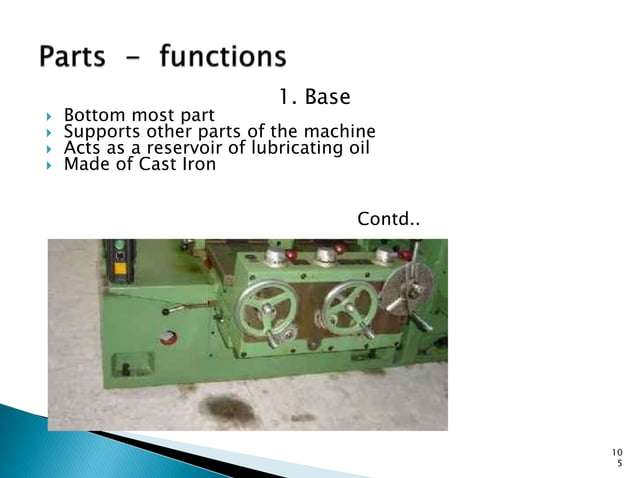 Parts - functions
1. Base
Bottom most part
Supports other parts of the machine
Acts as a reservoir of lubricating oil
Made of Cast Iron
Contd..
10
5